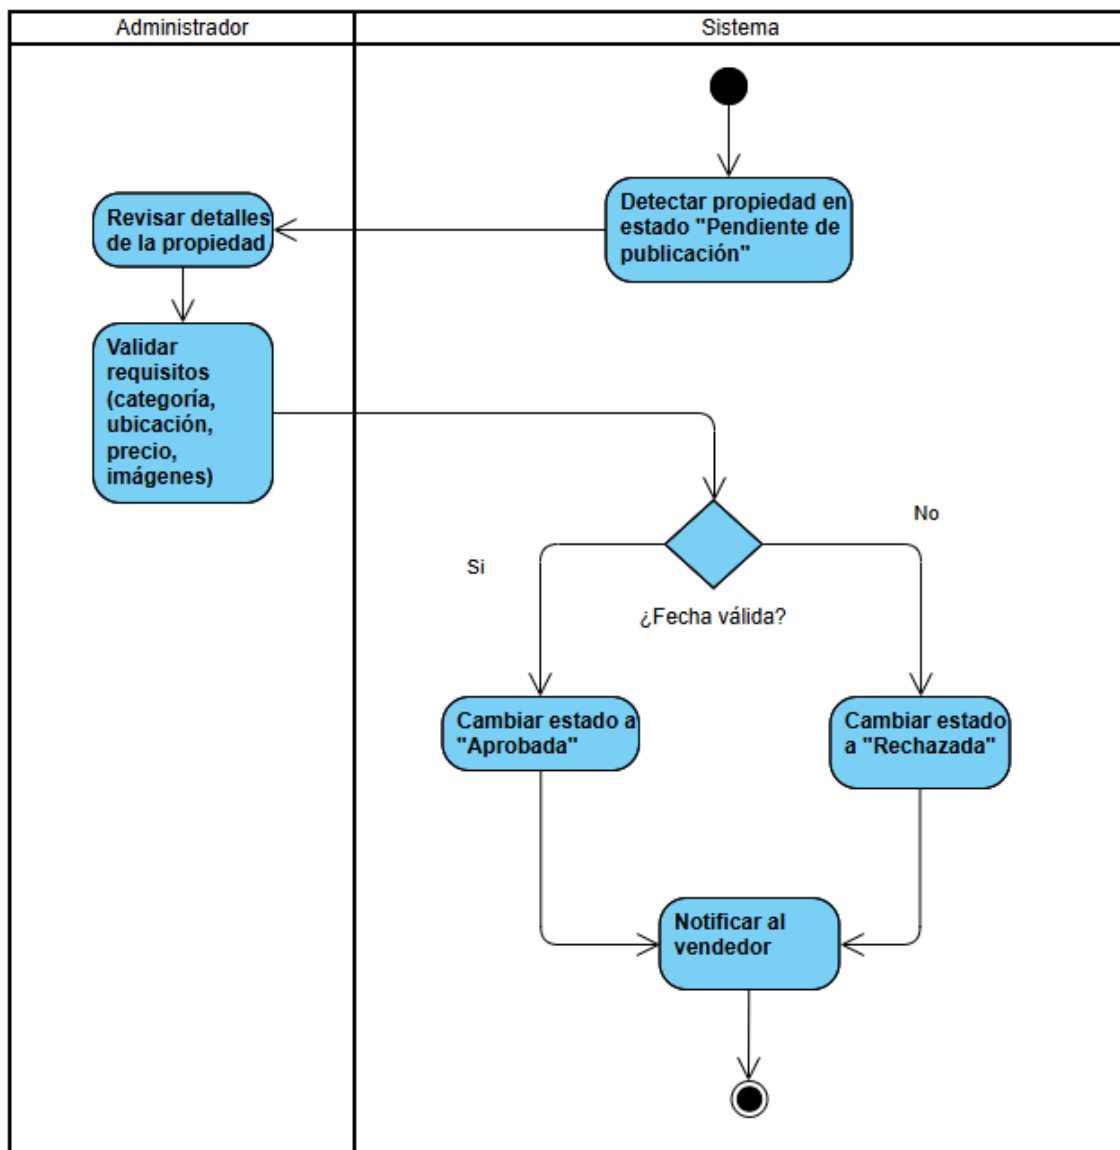 Administrador
Sistema
Detectar propiedad en
estado "Pendiente de
publicación"
Revisar detalles
de la propiedad
Validar
requisitos
(categoría,
ubicación,
precio,
imágenes)
No
Si
¿Fecha válida?
Cambiar estado a
"Aprobada"
Cambiar estado
a "Rechazada"
Notificar al
vendedor